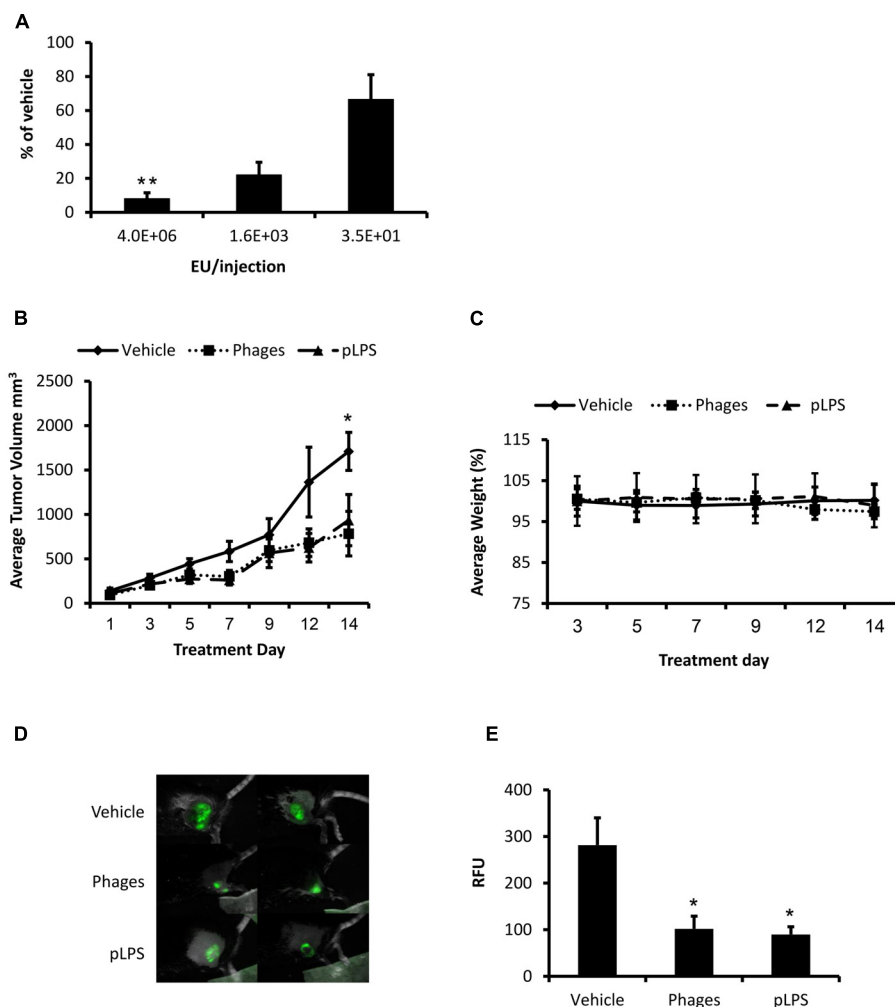 A
100
80
60
40
20
0
% of vehicle
**
4.0E+06 1.6E+03 3.5E+01
EU/injection
B
Vehicle Phages pLPS
2500
2000
1500
1000
500
0
Average Tumor Volume mm³
*
1 3 5 7 9 12 14
Treatment Day
C
Vehicle Phages pLPS
115
105
95
85
75
Average Weight (%)
3 5 7 9 12 14
Treatment day
D
Vehicle
Phages
pLPS
E
400
300
200
100
0
RFU
* *
Vehicle Phages pLPS